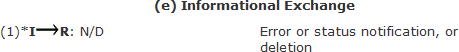 (e) Informational Exchange
(1)*I→R: N/D Error or status notification, or
deletion